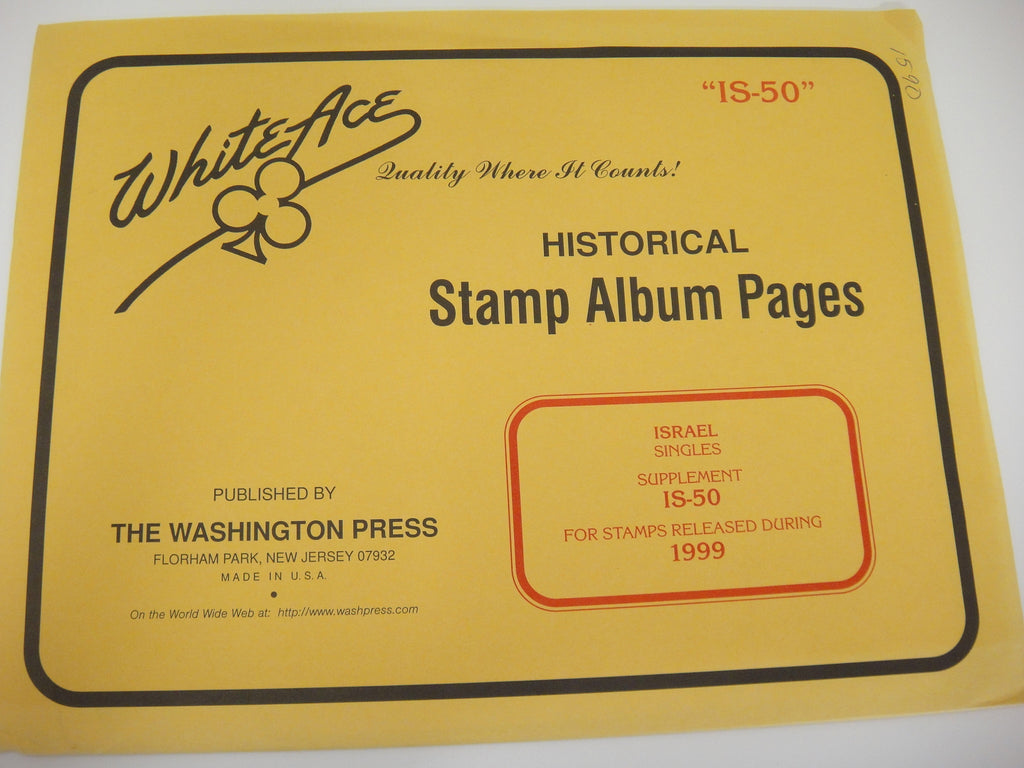 "IS-50"
1590
White-Ace
Quality Where It Counts!
HISTORICAL
Stamp Album Pages
ISRAEL
SINGLES
SUPPLEMENT
IS-50
FOR STAMPS RELEASED DURING
1999
PUBLISHED BY
THE WASHINGTON PRESS
FLORHAM PARK, NEW JERSEY 07932
MADE IN U.S.A.
On the World Wide Web at: http://www.washpress.com